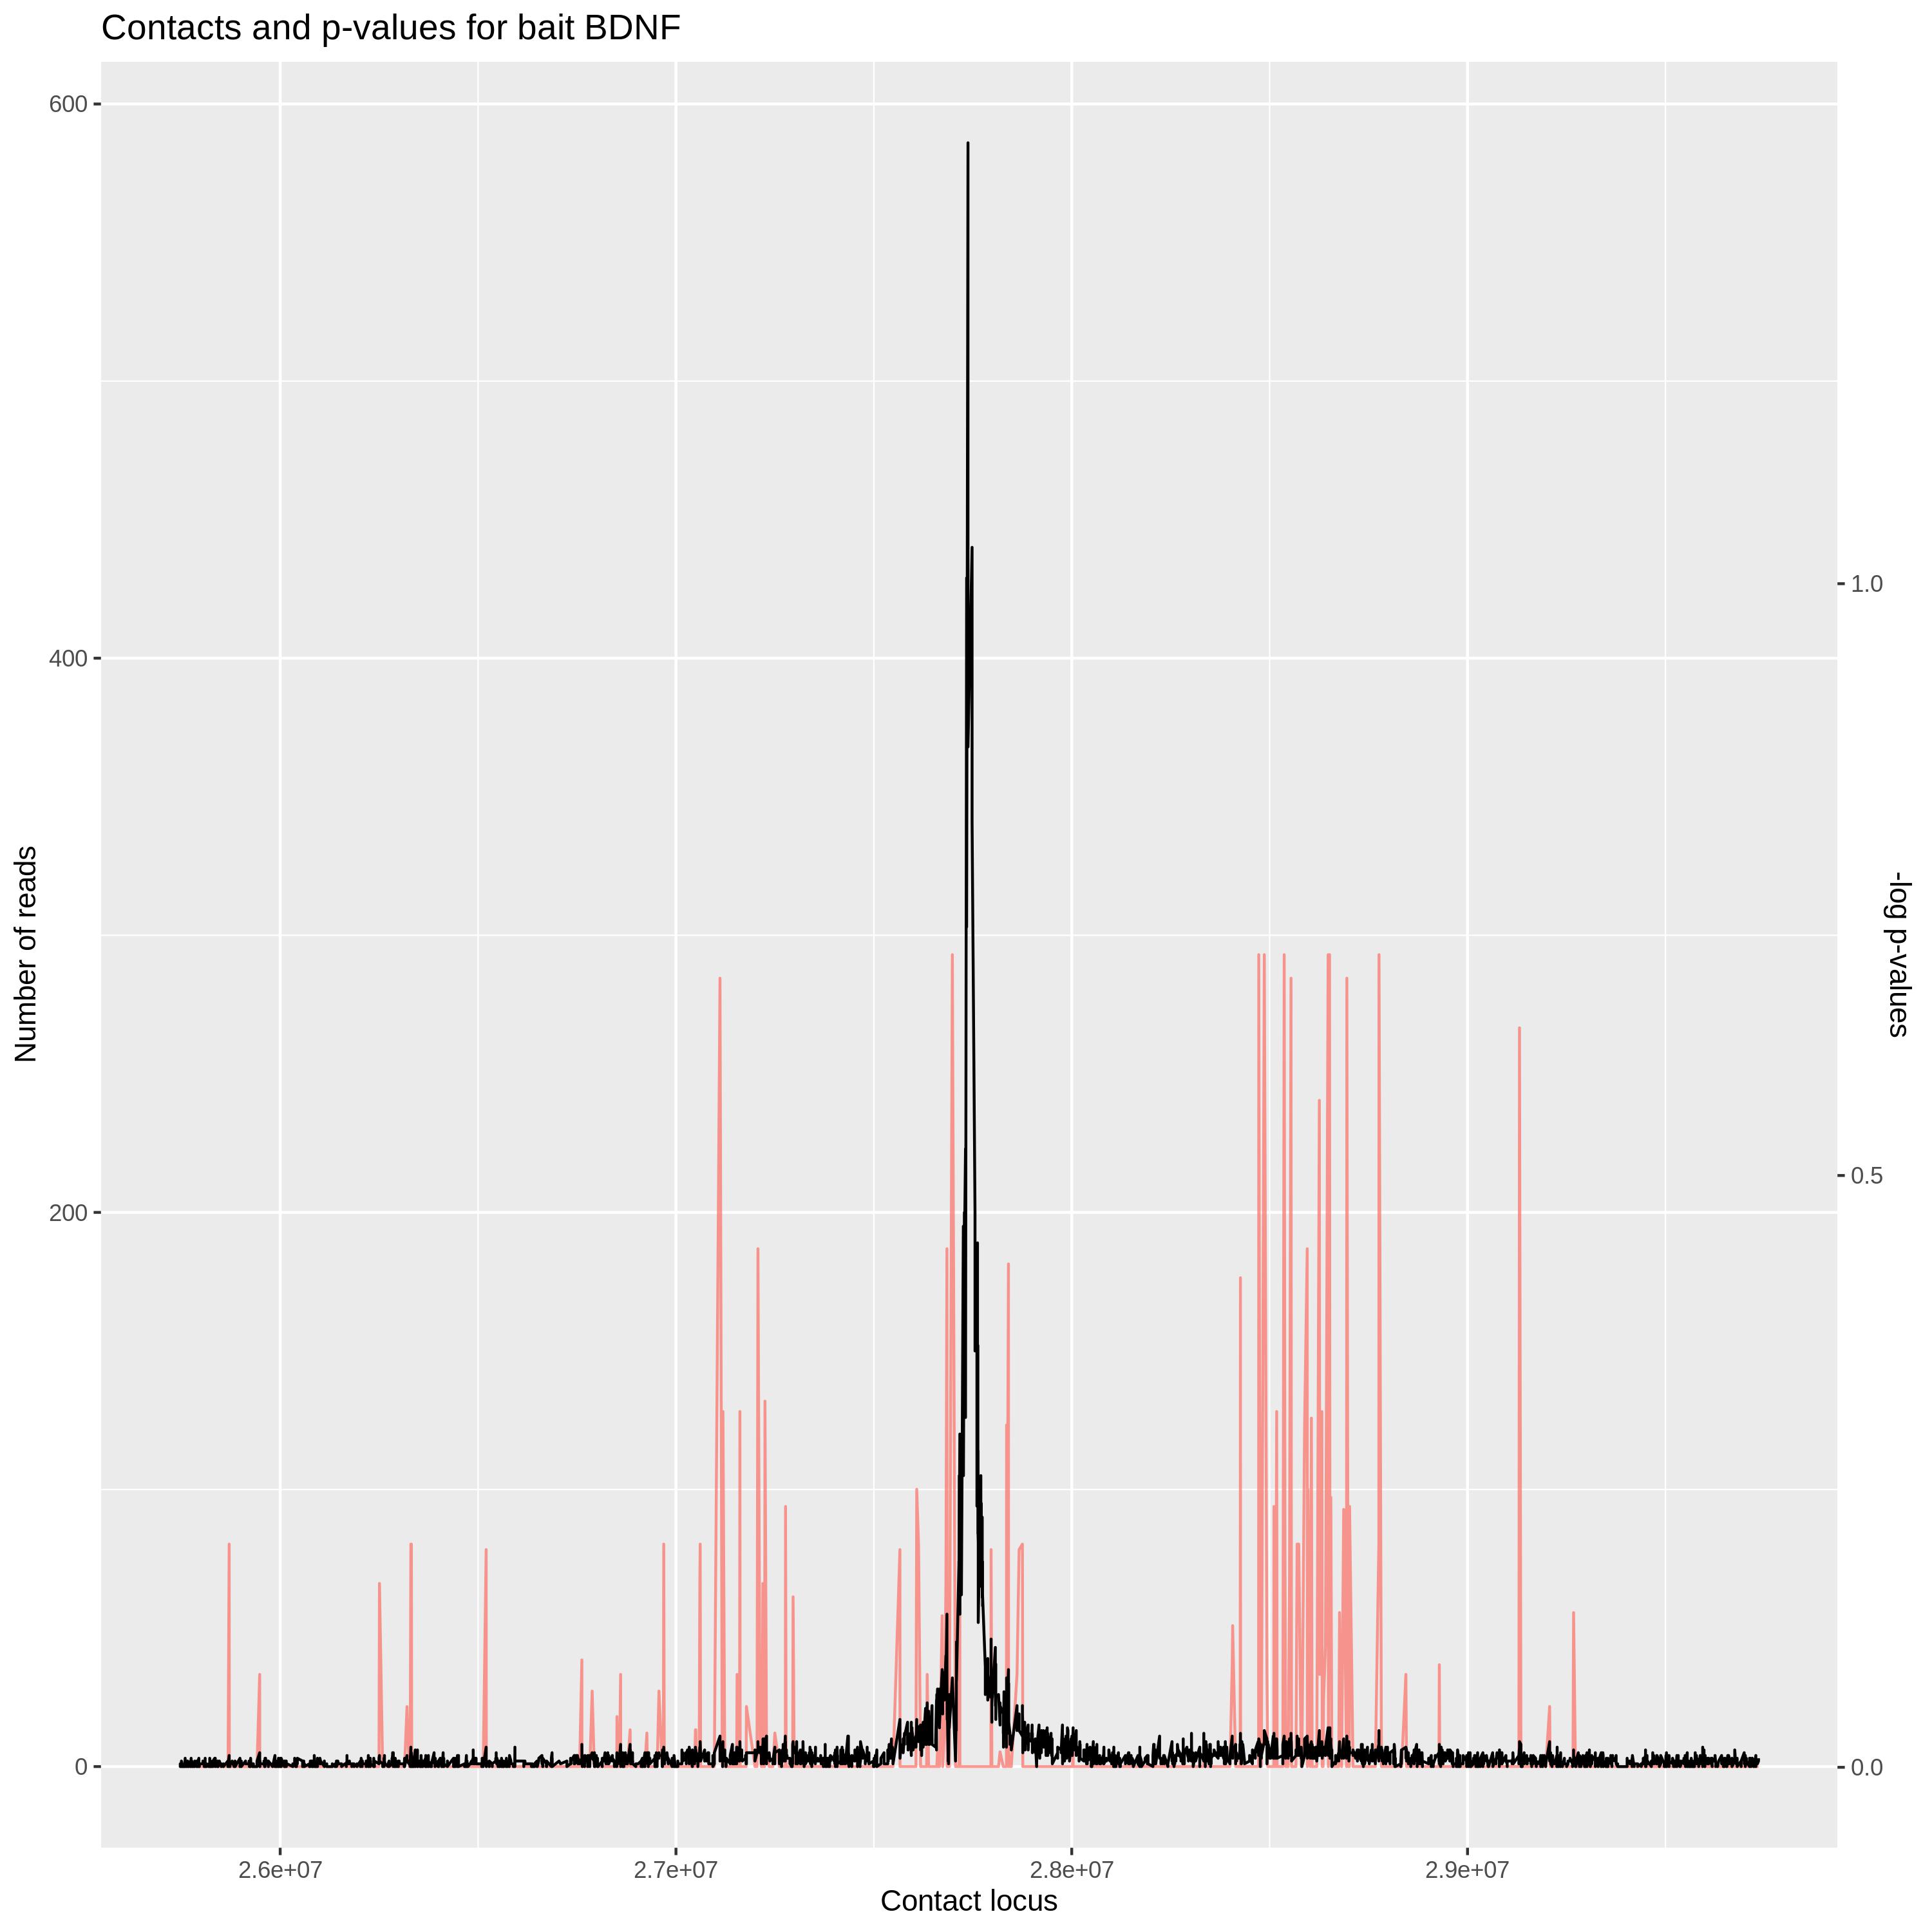 Contacts and p-values for bait BDNF
600
400
200
0
Number of reads
1.0
0.5
0.0
-log p-values
2.6e+07
2.7e+07
2.8e+07
2.9e+07
Contact locus